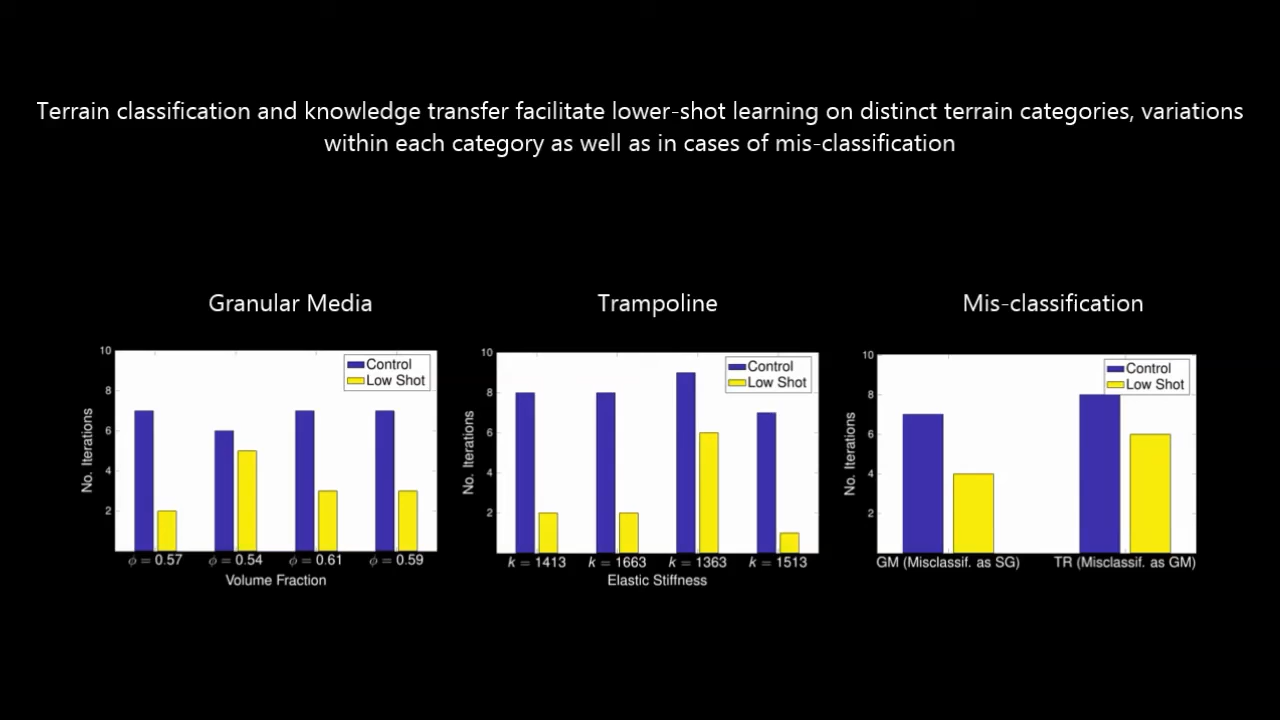 Terrain classification and knowledge transfer facilitate lower-shot learning on distinct terrain categories, variations
within each category as well as in cases of mis-classification
Granular Media
10
8
6
4
2
No. Iterations
Control
Low Shot
ϕ = 0.57
ϕ = 0.54
ϕ = 0.61
ϕ = 0.59
Volume Fraction
Trampoline
10
8
6
4
2
No. Iterations
Control
Low Shot
k = 1413
k = 1663
k = 1363
k = 1513
Elastic Stiffness
Mis-classification
10
8
6
4
2
No. Iterations
Control
Low Shot
GM (Misclassif. as SG)
TR (Misclassif. as GM)